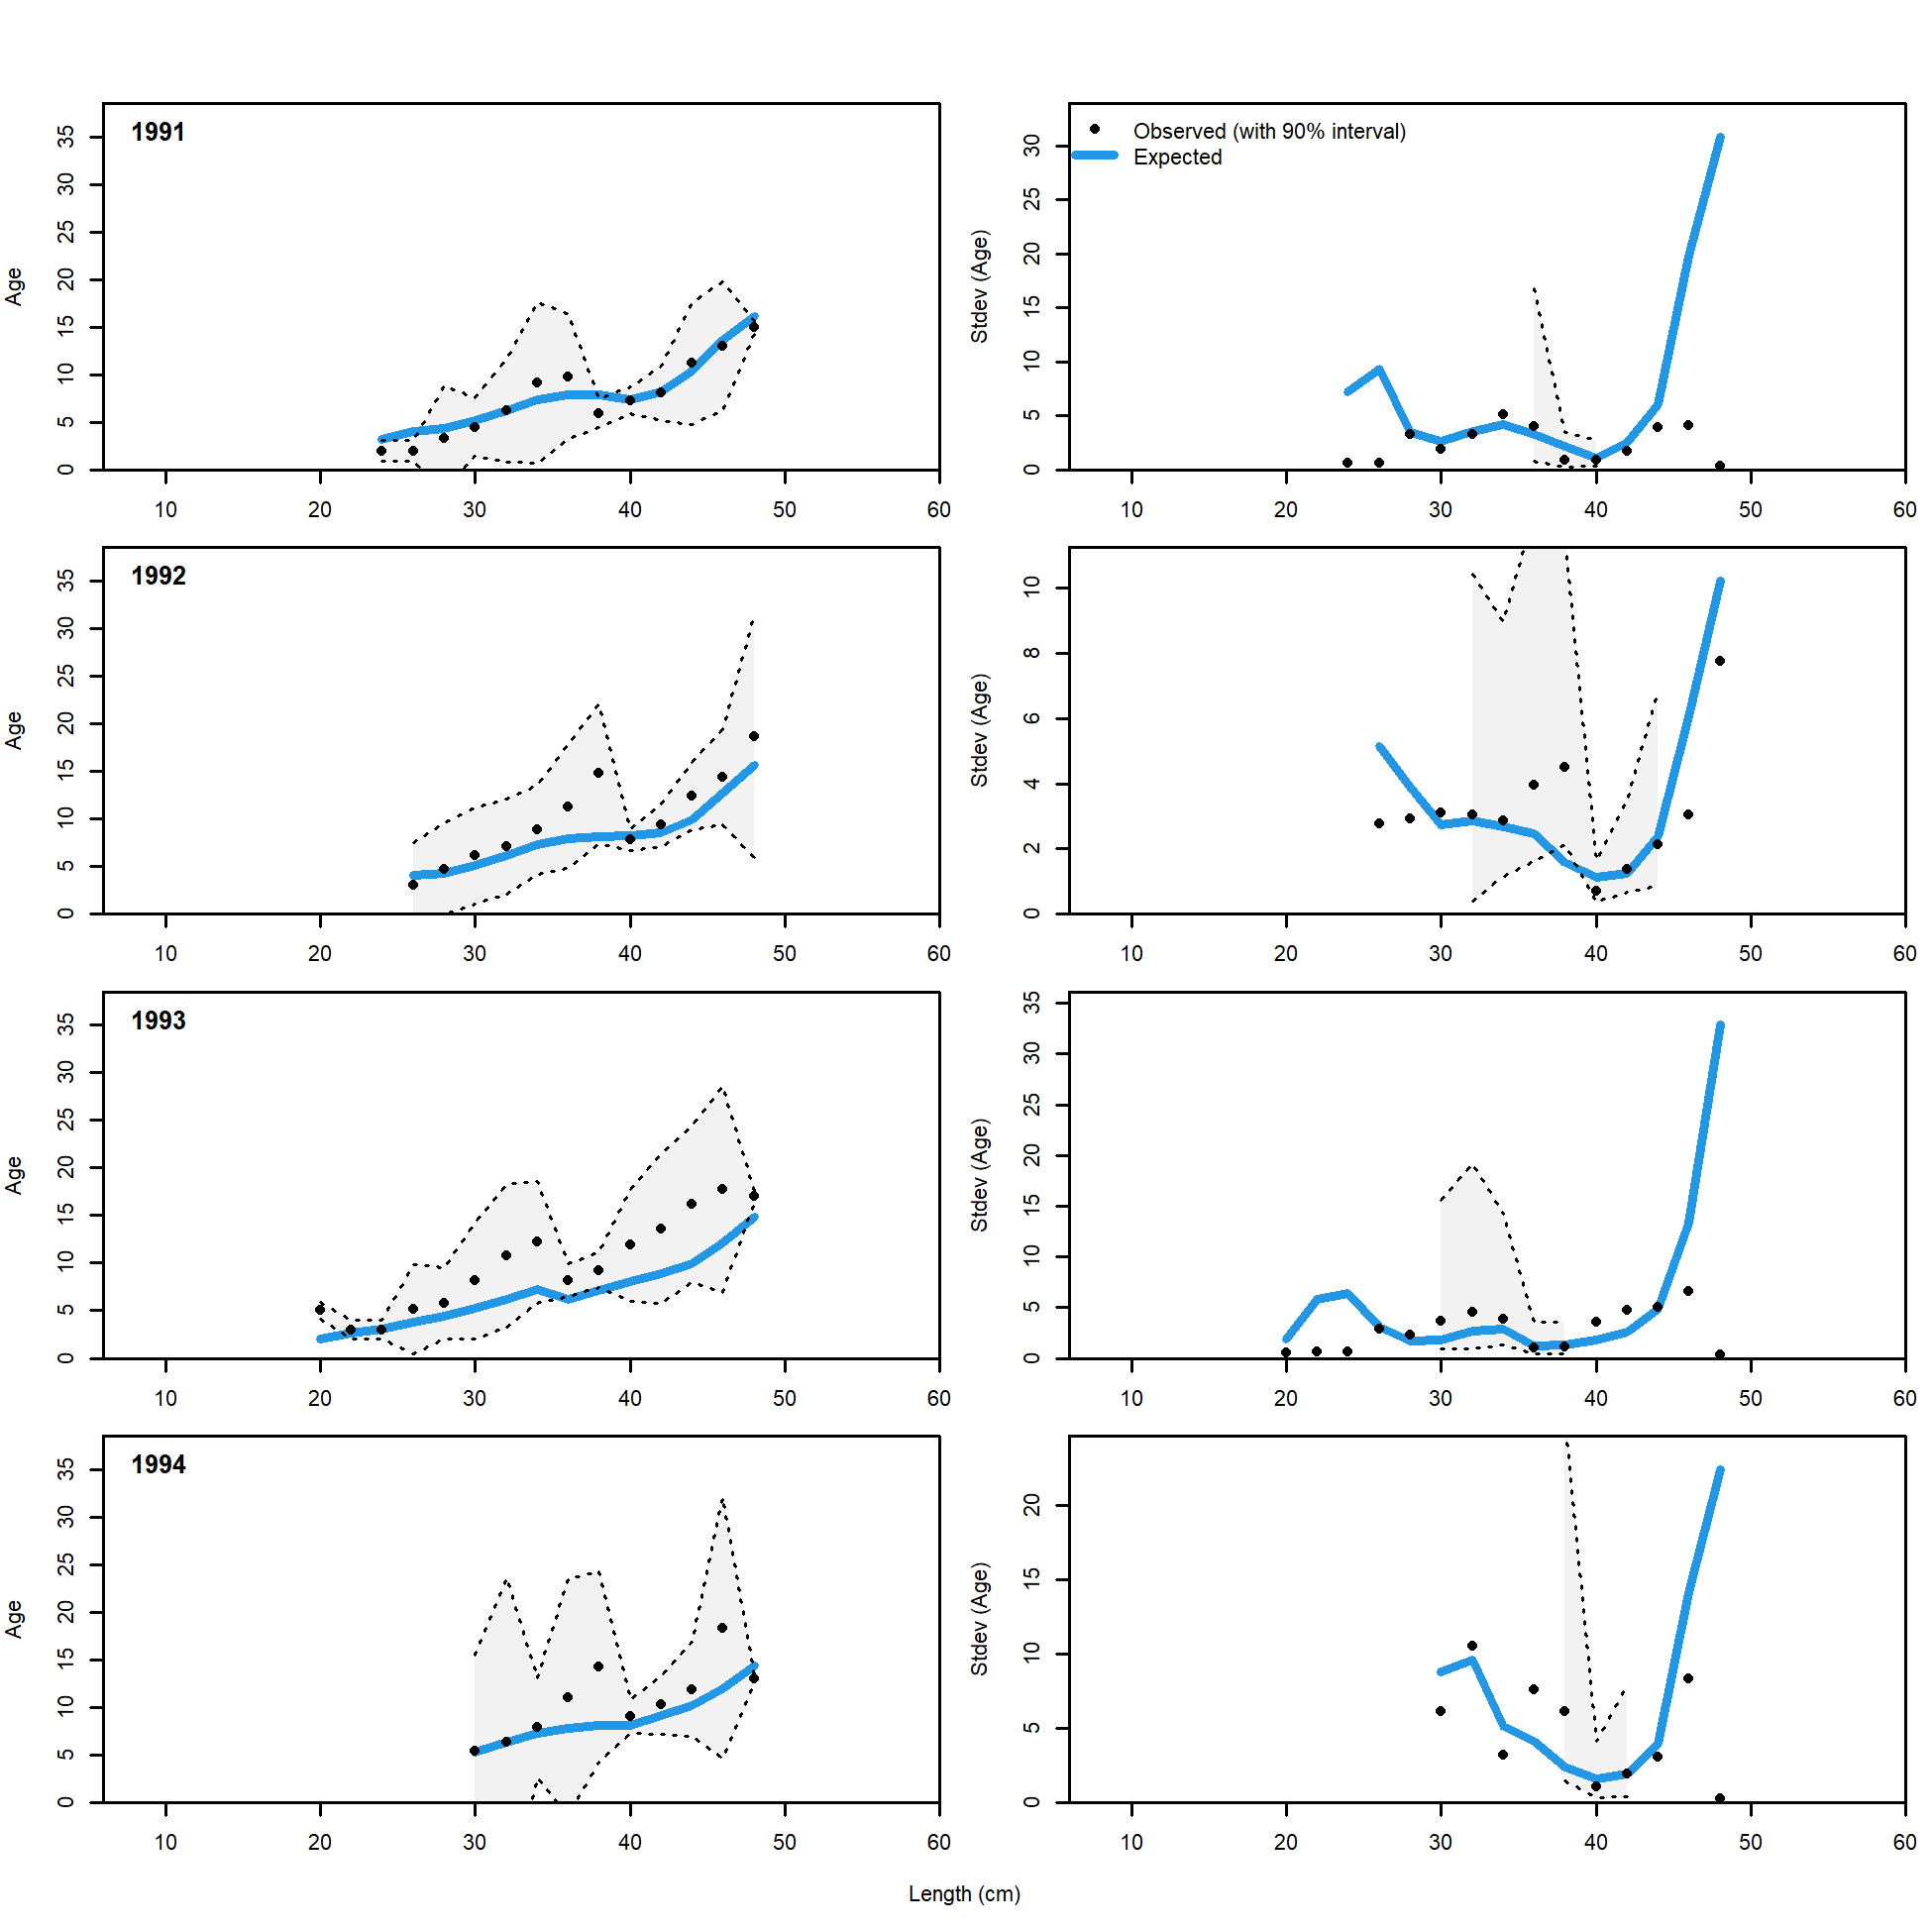 1991
Age
0 5 10 15 20 25 30 35
10 20 30 40 50 60
Observed (with 90% interval)
Expected
Stdev (Age)
0 5 10 15 20 25 30
10 20 30 40 50 60
1992
Age
0 5 10 15 20 25 30 35
10 20 30 40 50 60
Stdev (Age)
0 2 4 6 8 10
10 20 30 40 50 60
1993
Age
0 5 10 15 20 25 30 35
10 20 30 40 50 60
Stdev (Age)
0 5 10 15 20 25 30 35
10 20 30 40 50 60
1994
Age
0 5 10 15 20 25 30 35
10 20 30 40 50 60
Stdev (Age)
0 5 10 15 20
10 20 30 40 50 60
Length (cm)